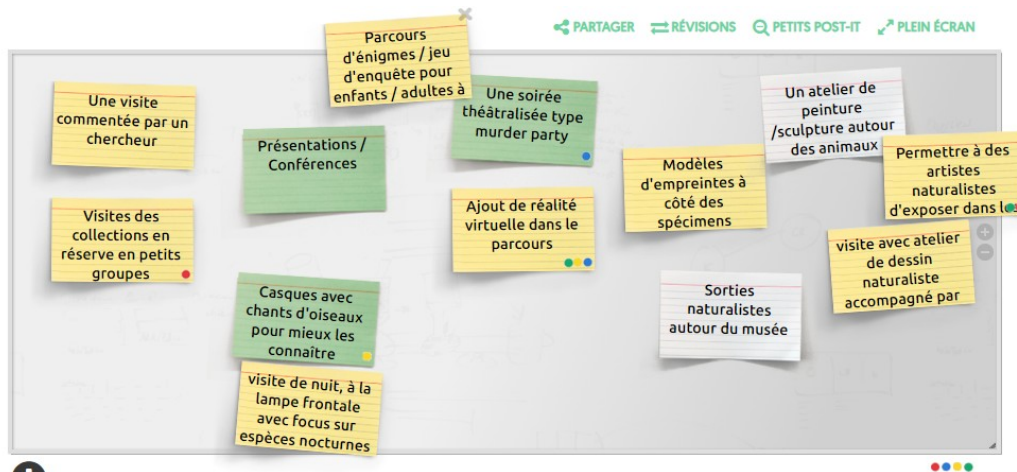 PARTAGER RÉVISIONS PETITS POST-IT PLEIN ÉCRAN
Parcours
d'énigmes / jeu
d'enquête pour
enfants / adultes à
Une visite
commentée par un
chercheur
Présentations /
Conférences
Une soirée
théâtralisée type
murder party
Un atelier de
peinture
/sculpture autour
des animaux
Modèles
d'empreintes à
côté des
spécimens
Permettre à des
artistes
naturalistes
d'exposer dans les
Visites des
collections en
réserve en petits
groupes
Ajout de réalité
virtuelle dans le
parcours
visite avec atelier
de dessin
naturaliste
accompagné par
Casques avec
chants d'oiseaux
pour mieux les
connaître
Sorties
naturalistes
autour du musée
visite de nuit, à la
lampe frontale
avec focus sur
espèces nocturnes